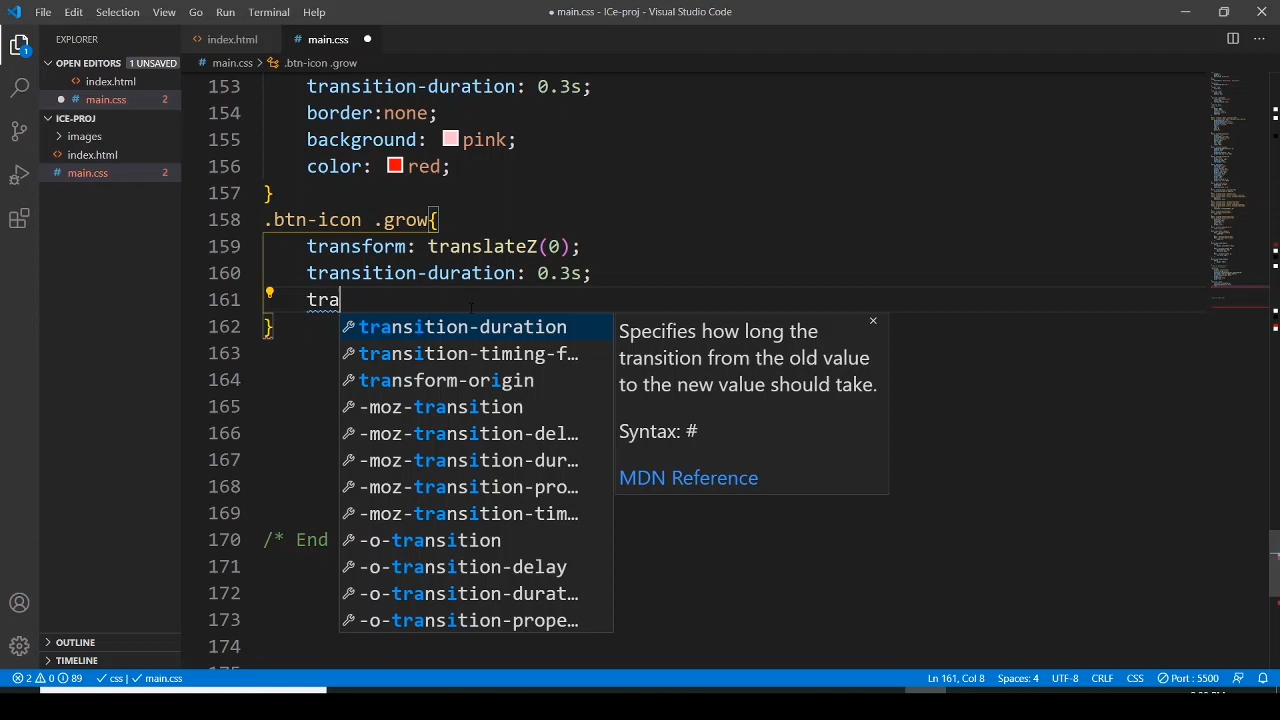 File Edit Selection View Go Run Terminal Help ● main.css - ICe-proj - Visual Studio Code
EXPLORER
index.html main.css
OPEN EDITORS 1 UNSAVED
main.css > .btn-icon .grow
index.html
main.css 2
ICE-PROJ
images
index.html
main.css 2
153 transition-duration: 0.3s;
154 border:none;
155 background: pink;
156 color: red;
157 }
158 .btn-icon .grow{
159 transform: translateZ(0);
160 transition-duration: 0.3s;
161 tra
162 }
163
164
165
166
167
168
169
170 /* End
171
172
173
174
transition-duration
transition-timing-f…
transform-origin
-moz-transition
-moz-transition-del…
-moz-transition-dur…
-moz-transition-pro…
-moz-transition-tim…
-o-transition
-o-transition-delay
-o-transition-durat…
-o-transition-prope…
Specifies how long the
transition from the old value
to the new value should take.
Syntax: #
MDN Reference
OUTLINE
TIMELINE
2 0 89 css | main.css Ln 161, Col 8 Spaces: 4 UTF-8 CRLF CSS Port : 5500